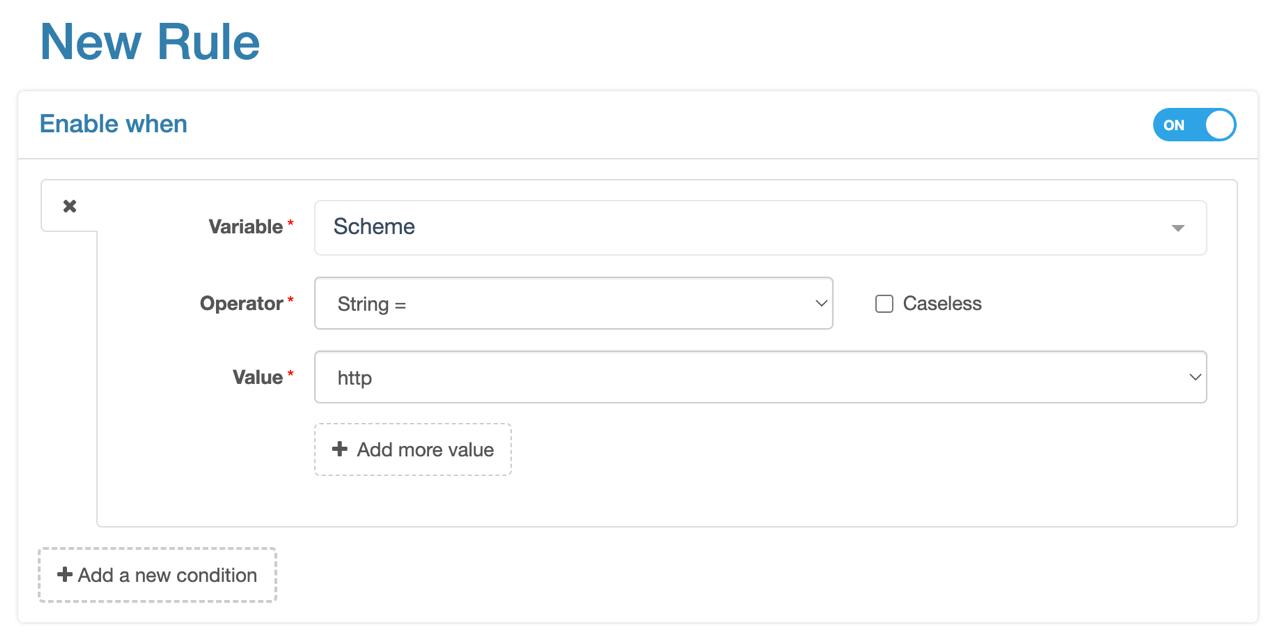 New Rule
Enable when
ON
Variable *
Scheme
Operator *
String =
Caseless
Value *
http
Add more value
Add a new condition